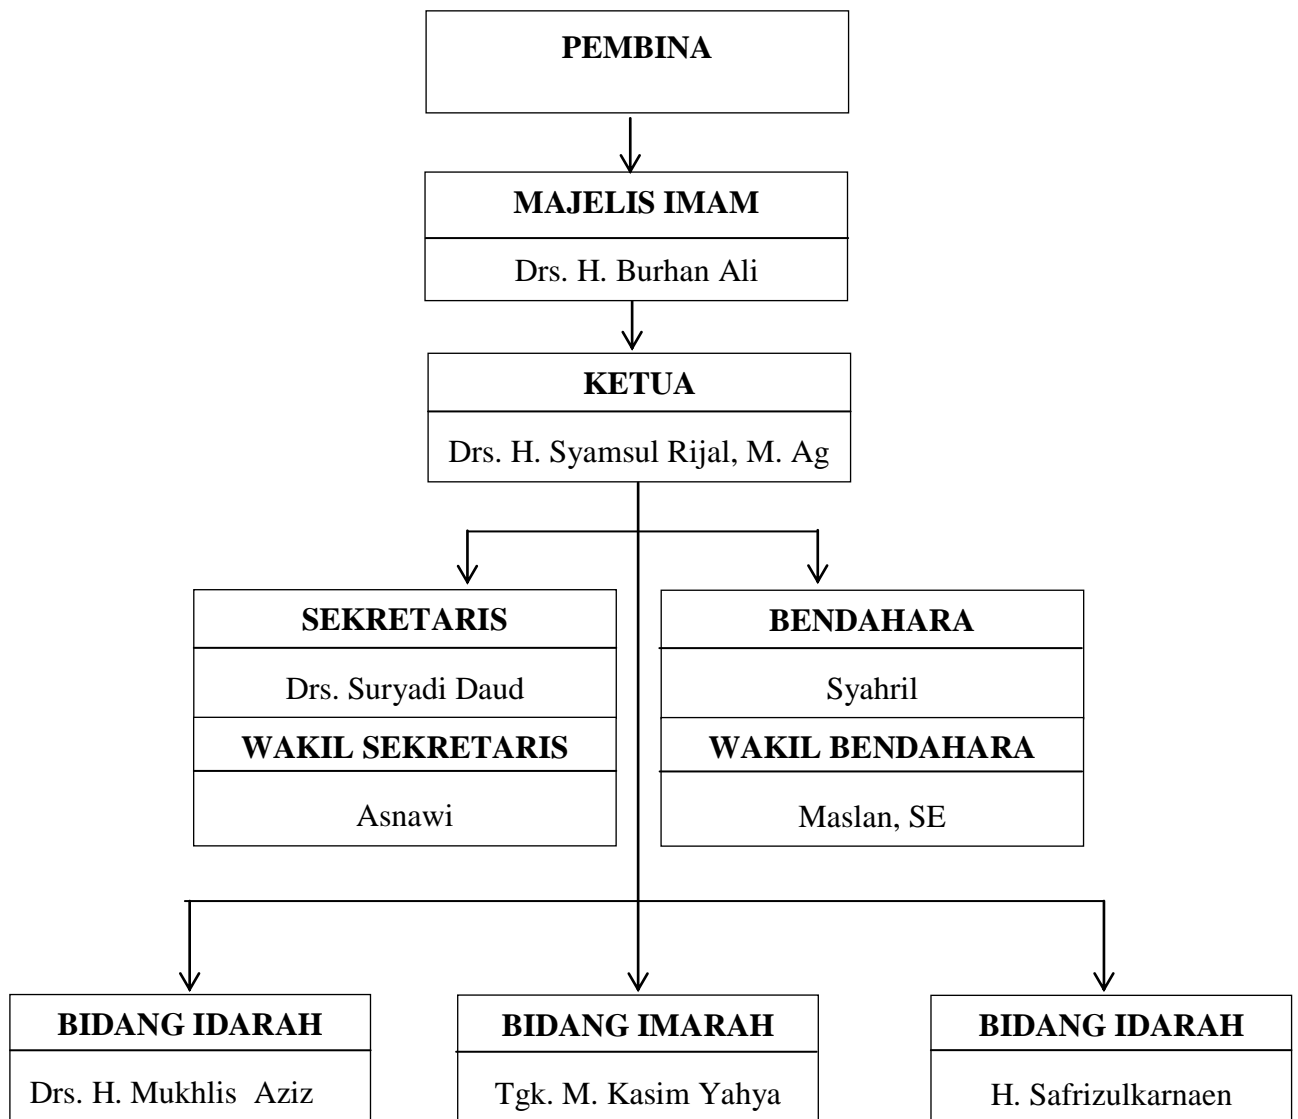 PEMBINA
MAJELIS IMAM
Drs. H. Burhan Ali
KETUA
Drs. H. Syamsul Rijal, M. Ag
SEKRETARIS
Drs. Suryadi Daud
WAKIL SEKRETARIS
Asnawi
BENDAHARA
Syahril
WAKIL BENDAHARA
Maslan, SE
BIDANG IDARAH
Drs. H. Mukhlis Aziz
BIDANG IMARAH
Tgk. M. Kasim Yahya
BIDANG IDARAH
H. Safrizulkarnaen